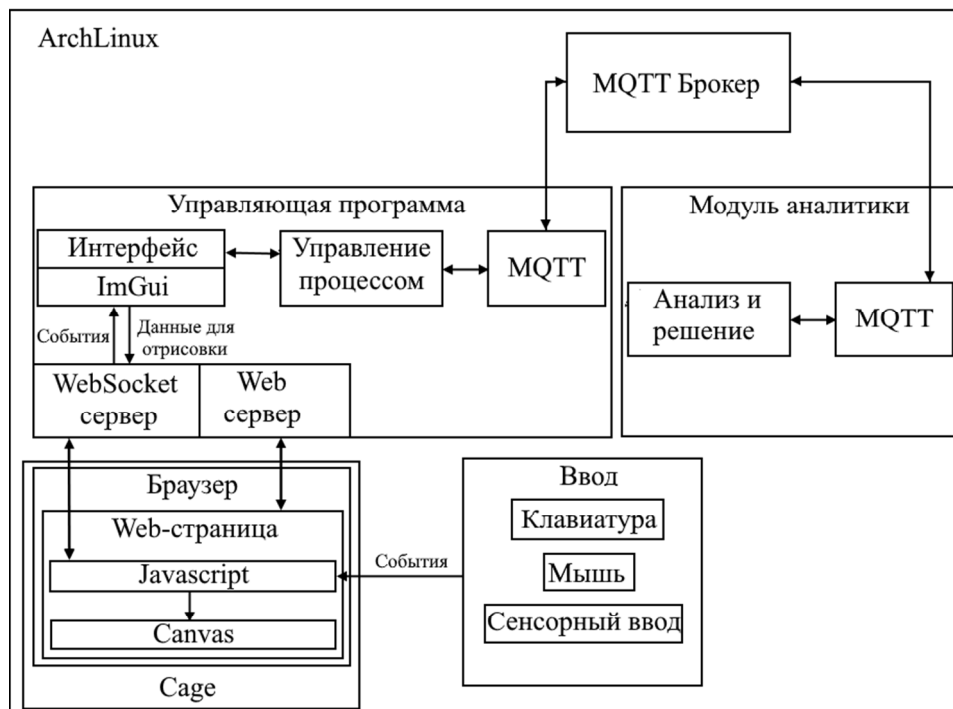 ArchLinux
MQTT Брокер
Управляющая программа
Интерфейс
ImGui
Управление
процессом
MQTT
События
Данные для
отрисовки
WebSocket
сервер
Web
сервер
Модуль аналитики
Анализ и
решение
MQTT
Браузер
Web-страница
Javascript
Canvas
Cage
События
Ввод
Клавиатура
Мышь
Сенсорный ввод